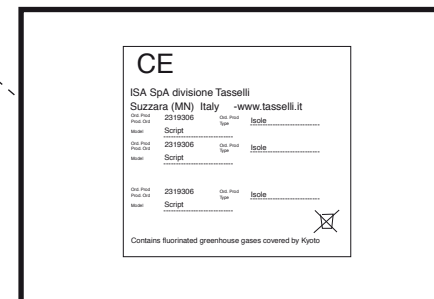 CE
ISA SpA divisione Tasselli
Suzzara (MN) Italy -www.tasselli.it
Ord. Prod 2319306 Ord. Prod Isole
Prod. Ord Type
Model Script
Ord. Prod 2319306 Ord. Prod Isole
Prod. Ord Type
Model Script
Ord. Prod 2319306 Ord. Prod Isole
Prod. Ord Type
Model Script
Contains fluorinated greenhouse gases covered by Kyoto